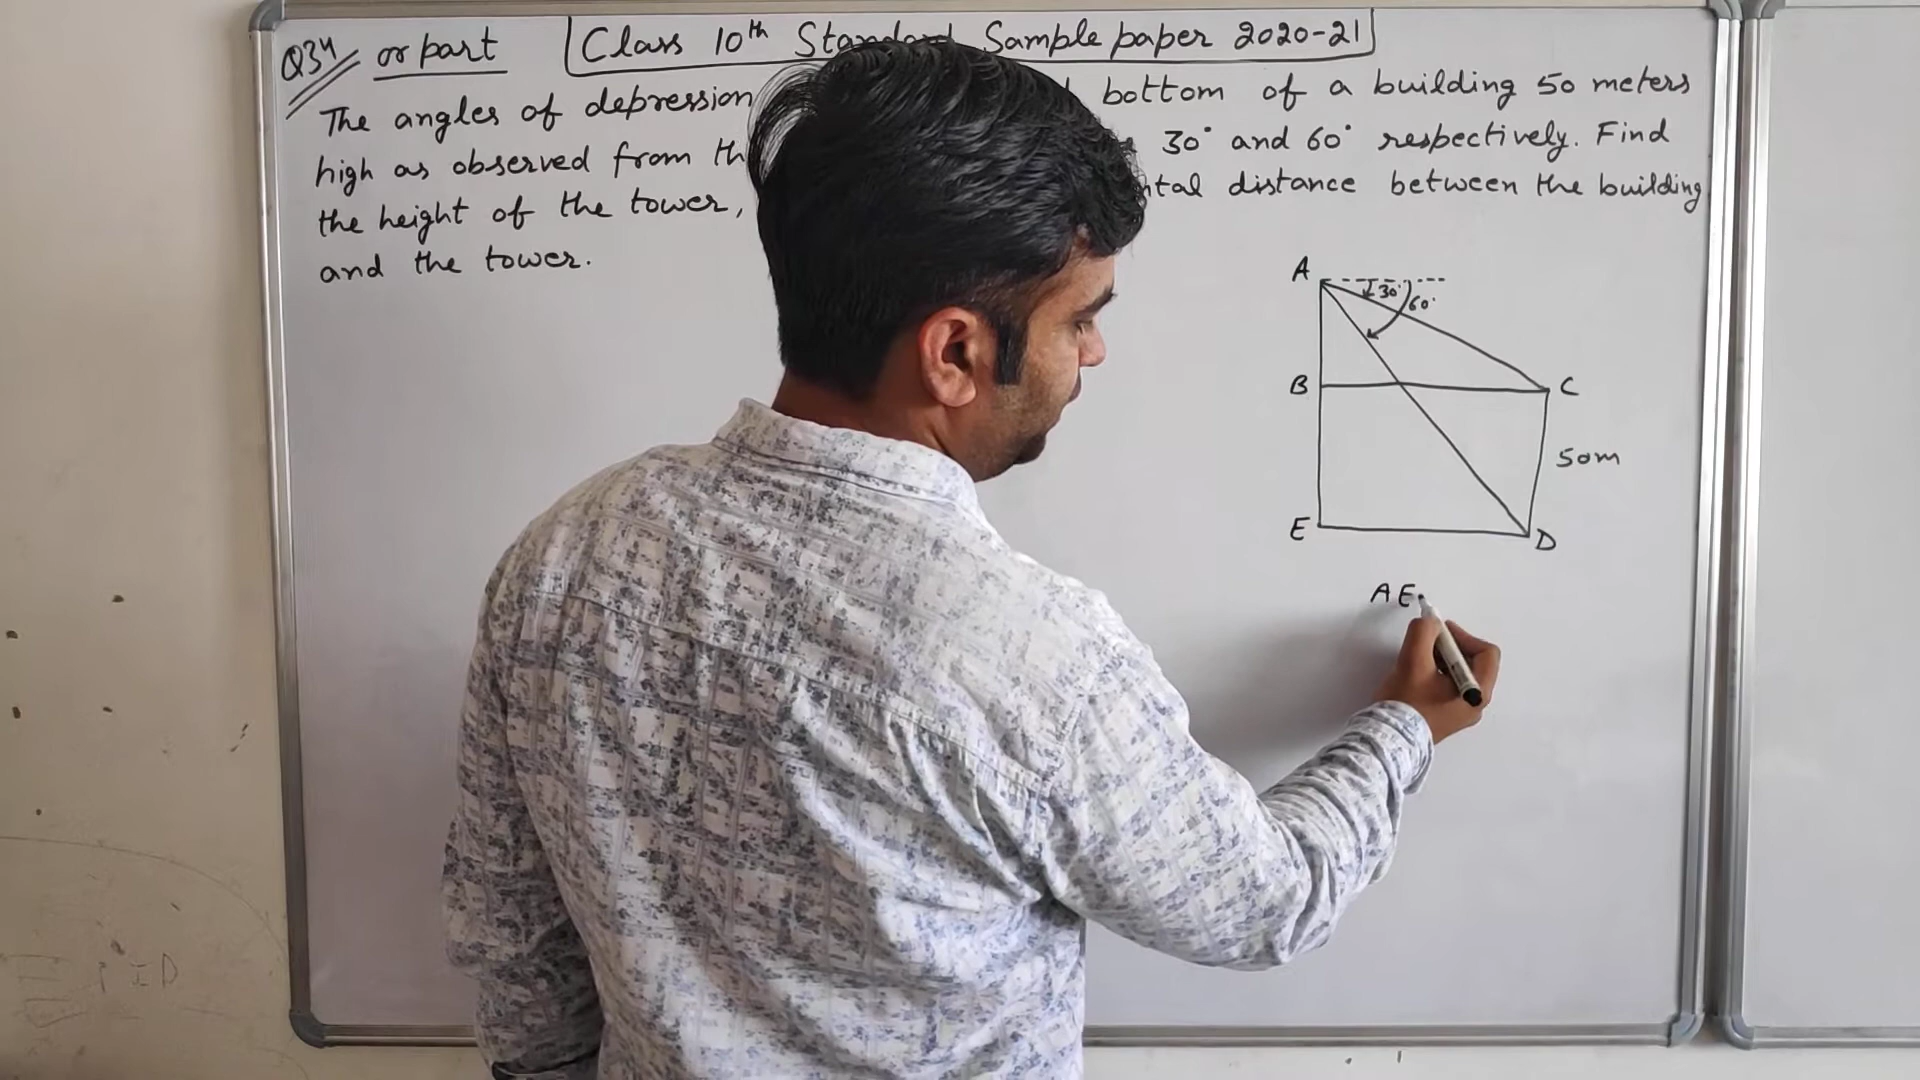 Q34 or part Class 10th Standard Sample paper 2020-21
The angles of depression bottom of a building 50 meters
high as observed from 30° and 60° respectively. Find
the height of the tower, distance between the building
and the tower.
A
30°
60°
B
C
50m
E
D
AE